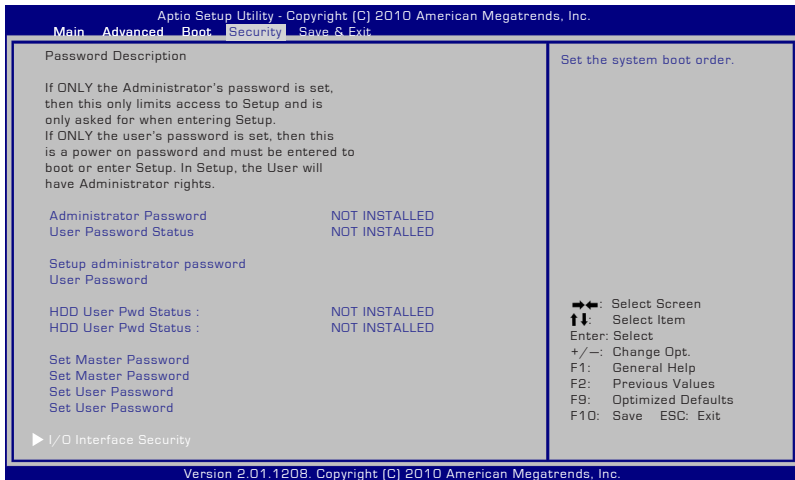 Aptio Setup Utility - Copyright (C) 2010 American Megatrends, Inc.
Main Advanced Boot Security Save & Exit
Password Description
If ONLY the Administrator's password is set,
then this only limits access to Setup and is
only asked for when entering Setup.
If ONLY the user's password is set, then this
is a power on password and must be entered to
boot or enter Setup. In Setup, the User will
have Administrator rights.
Administrator Password NOT INSTALLED
User Password Status NOT INSTALLED
Setup administrator password
User Password
HDD User Pwd Status : NOT INSTALLED
HDD User Pwd Status : NOT INSTALLED
Set Master Password
Set Master Password
Set User Password
Set User Password
▶ I/O Interface Security
Set the system boot order.
➡⬅: Select Screen
⬆⬇: Select Item
Enter: Select
+/—: Change Opt.
F1: General Help
F2: Previous Values
F9: Optimized Defaults
F10: Save ESC: Exit
Version 2.01.1208. Copyright (C) 2010 American Megatrends, Inc.